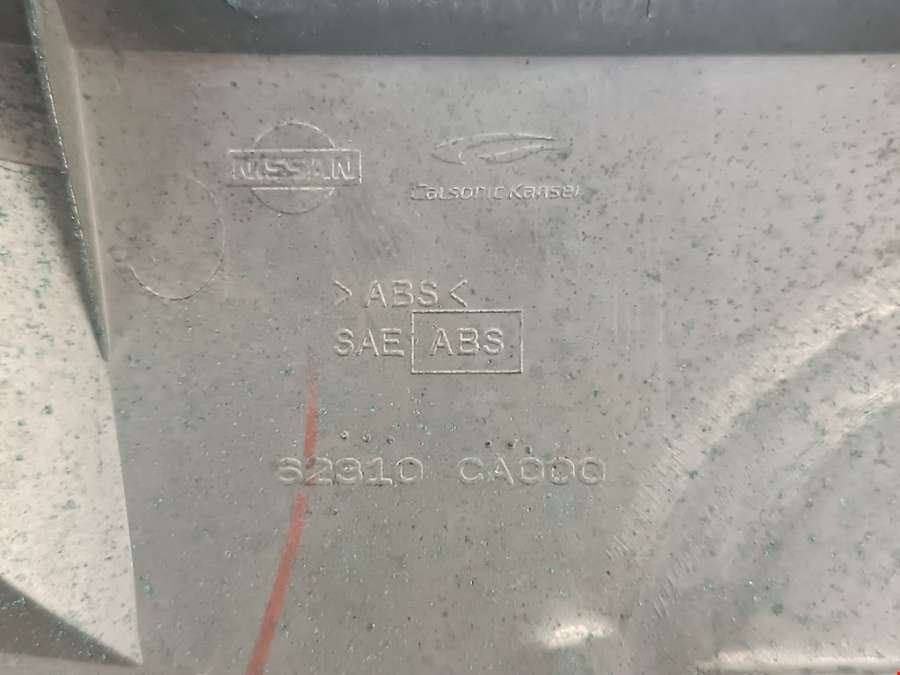 NISSAN
Calsonic Kansei
>ABS<
SAE ABS
62310 CA000